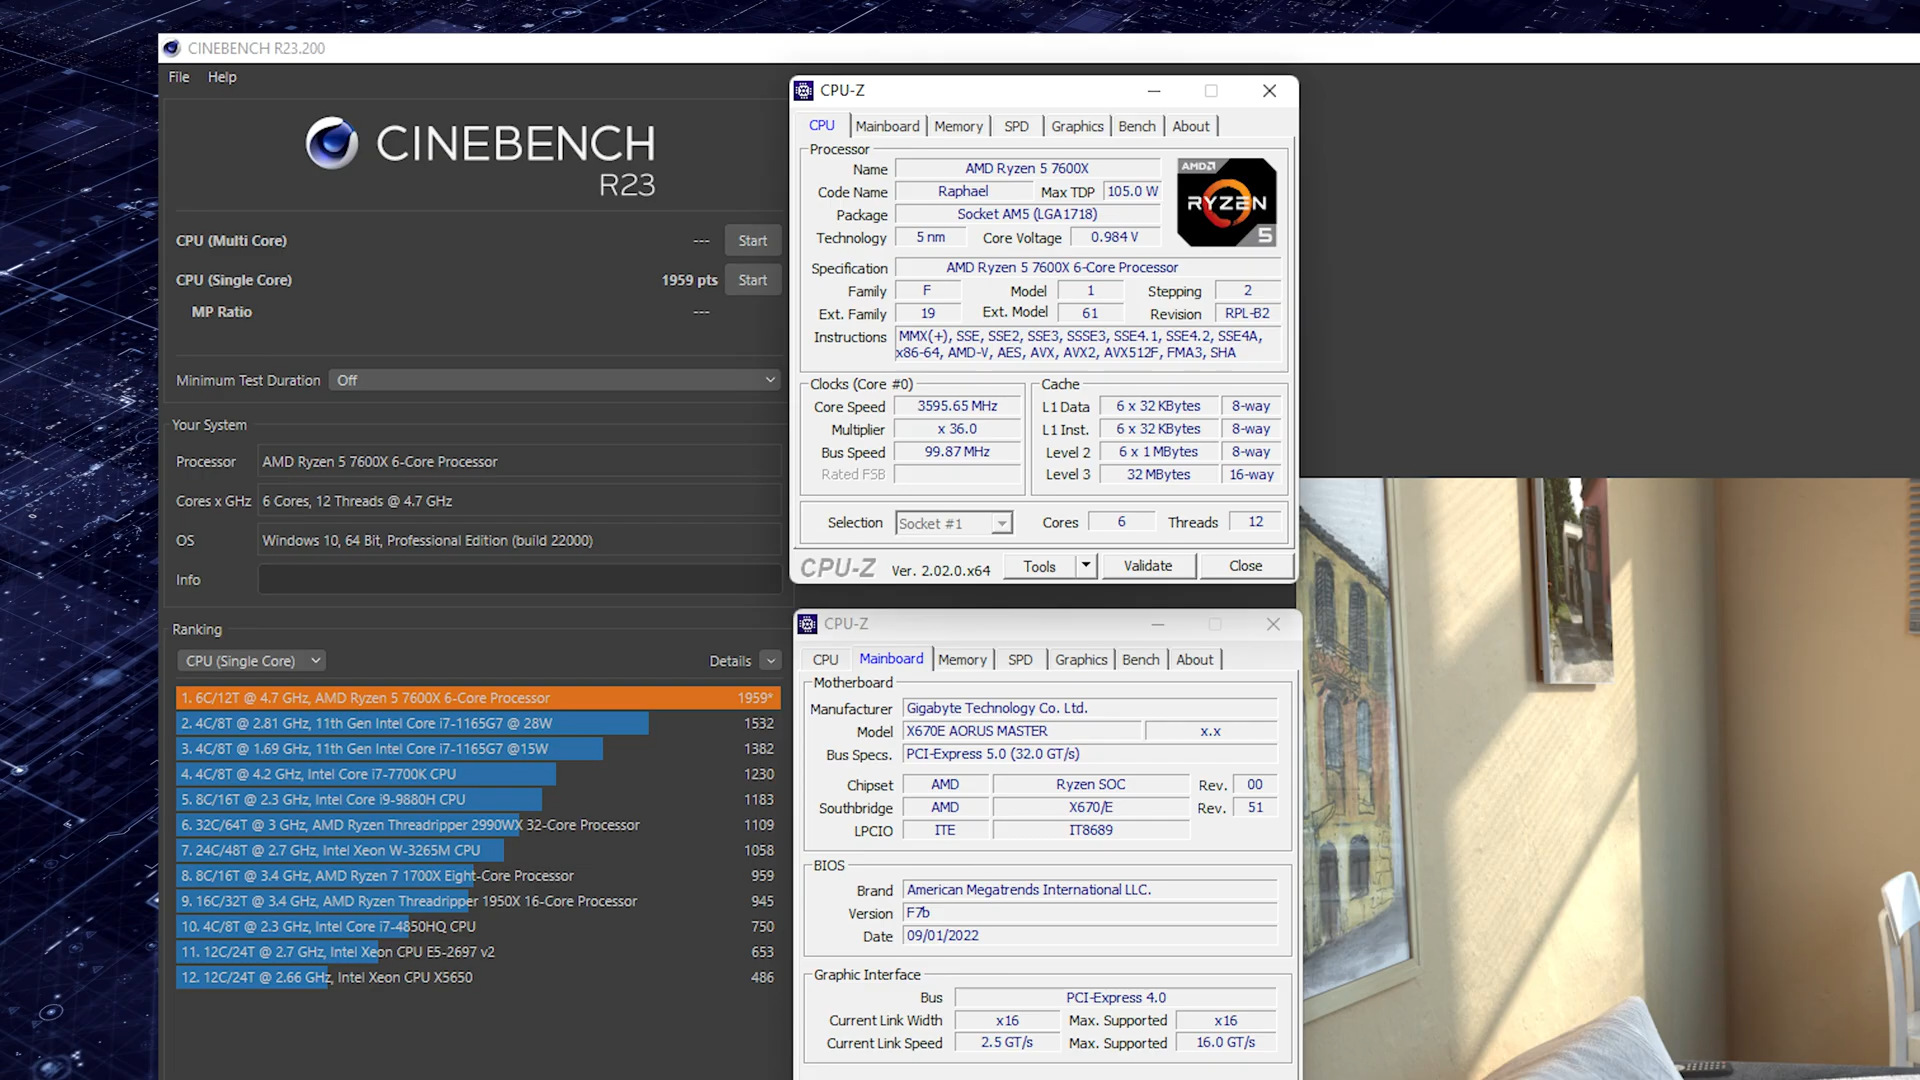 CINEBENCH R23.200
File Help
CINEBENCH
R23
CPU (Multi Core) --- Start
CPU (Single Core) 1959 pts Start
MP Ratio ---
Minimum Test Duration Off
Your System
Processor AMD Ryzen 5 7600X 6-Core Processor
Cores x GHz 6 Cores, 12 Threads @ 4.7 GHz
OS Windows 10, 64 Bit, Professional Edition (build 22000)
Info
Ranking
CPU (Single Core) Details
1. 6C/12T @ 4.7 GHz, AMD Ryzen 5 7600X 6-Core Processor 1959*
2. 4C/8T @ 2.81 GHz, 11th Gen Intel Core i7-1165G7 @ 28W 1532
3. 4C/8T @ 1.69 GHz, 11th Gen Intel Core i7-1165G7 @15W 1382
4. 4C/8T @ 4.2 GHz, Intel Core i7-7700K CPU 1230
5. 8C/16T @ 2.3 GHz, Intel Core i9-9880H CPU 1183
6. 32C/64T @ 3 GHz, AMD Ryzen Threadripper 2990WX 32-Core Processor 1109
7. 24C/48T @ 2.7 GHz, Intel Xeon W-3265M CPU 1058
8. 8C/16T @ 3.4 GHz, AMD Ryzen 7 1700X Eight-Core Processor 959
9. 16C/32T @ 3.4 GHz, AMD Ryzen Threadripper 1950X 16-Core Processor 945
10. 4C/8T @ 2.3 GHz, Intel Core i7-4850HQ CPU 750
11. 12C/24T @ 2.7 GHz, Intel Xeon CPU E5-2697 v2 653
12. 12C/24T @ 2.66 GHz, Intel Xeon CPU X5650 486
CPU-Z
CPU Mainboard Memory SPD Graphics Bench About
Processor
Name AMD Ryzen 5 7600X
Code Name Raphael Max TDP 105.0 W
Package Socket AM5 (LGA1718)
Technology 5 nm Core Voltage 0.984 V
AMD
RYZEN
5
Specification AMD Ryzen 5 7600X 6-Core Processor
Family F Model 1 Stepping 2
Ext. Family 19 Ext. Model 61 Revision RPL-B2
Instructions MMX(+), SSE, SSE2, SSE3, SSSE3, SSE4.1, SSE4.2, SSE4A,
x86-64, AMD-V, AES, AVX, AVX2, AVX512F, FMA3, SHA
Clocks (Core #0) Cache
Core Speed 3595.65 MHz L1 Data 6 x 32 KBytes 8-way
Multiplier x 36.0 L1 Inst. 6 x 32 KBytes 8-way
Bus Speed 99.87 MHz Level 2 6 x 1 MBytes 8-way
Rated FSB Level 3 32 MBytes 16-way
Selection Socket #1 Cores 6 Threads 12
CPU-Z Ver. 2.02.0.x64 Tools Validate Close
CPU-Z
CPU Mainboard Memory SPD Graphics Bench About
Motherboard
Manufacturer Gigabyte Technology Co. Ltd.
Model X670E AORUS MASTER x.x
Bus Specs. PCI-Express 5.0 (32.0 GT/s)
Chipset AMD Ryzen SOC Rev. 00
Southbridge AMD X670/E Rev. 51
LPCIO ITE IT8689
BIOS
Brand American Megatrends International LLC.
Version F7b
Date 09/01/2022
Graphic Interface
Bus PCI-Express 4.0
Current Link Width x16 Max. Supported x16
Current Link Speed 2.5 GT/s Max. Supported 16.0 GT/s